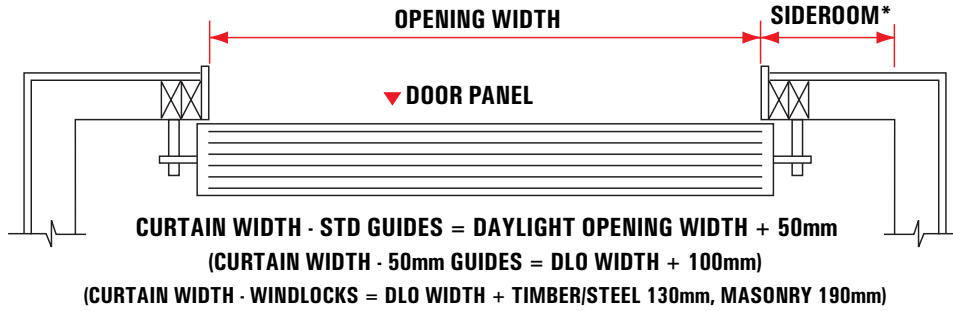 OPENING WIDTH
SIDEROOM*
DOOR PANEL
CURTAIN WIDTH - STD GUIDES = DAYLIGHT OPENING WIDTH + 50mm
(CURTAIN WIDTH - 50mm GUIDES = DLO WIDTH + 100mm)
(CURTAIN WIDTH - WINDLOCKS = DLO WIDTH + TIMBER/STEEL 130mm, MASONRY 190mm)